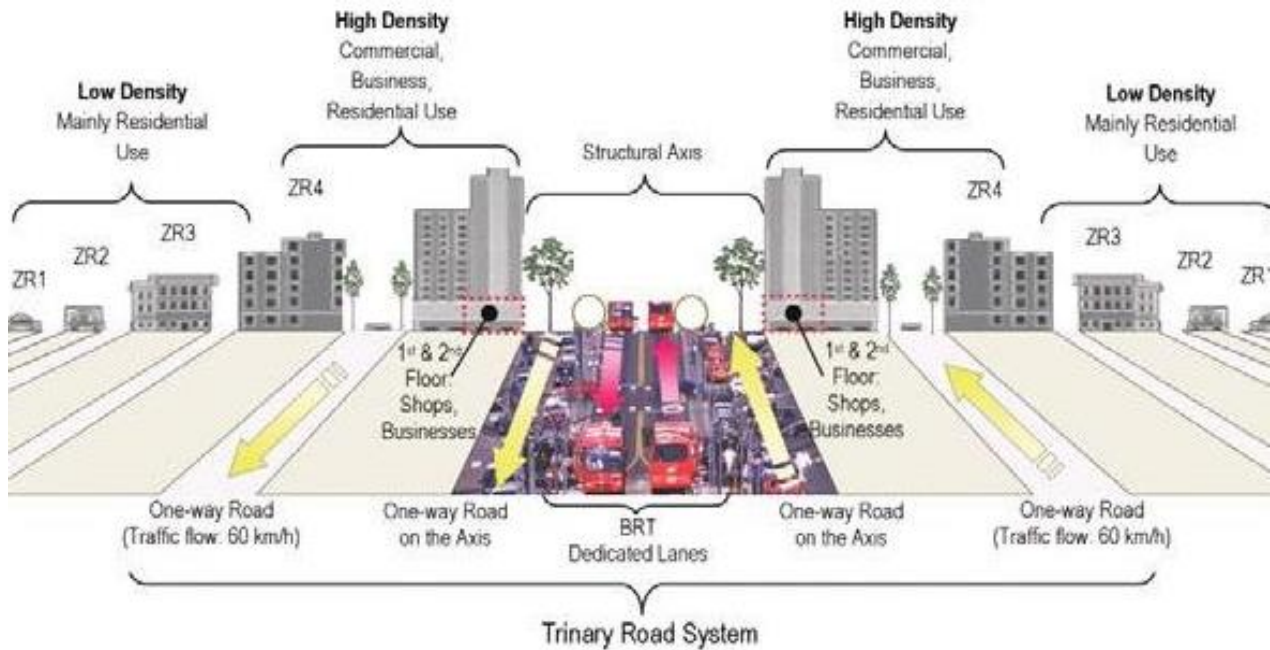 High Density
Commercial,
Business,
Residential Use
High Density
Commercial,
Business,
Residential Use
Low Density
Mainly Residential
Use
Low Density
Mainly Residential
Use
Structural Axis
ZR4
ZR4
ZR3
ZR2
ZR1
ZR3
ZR2
ZR1
1st & 2nd
Floor:
Shops,
Businesses
1st & 2nd
Floor:
Shops,
Businesses
One-way Road
(Traffic flow: 60 km/h)
One-way Road
on the Axis
BRT
Dedicated Lanes
One-way Road
on the Axis
One-way Road
(Traffic flow: 60 km/h)
Trinary Road System